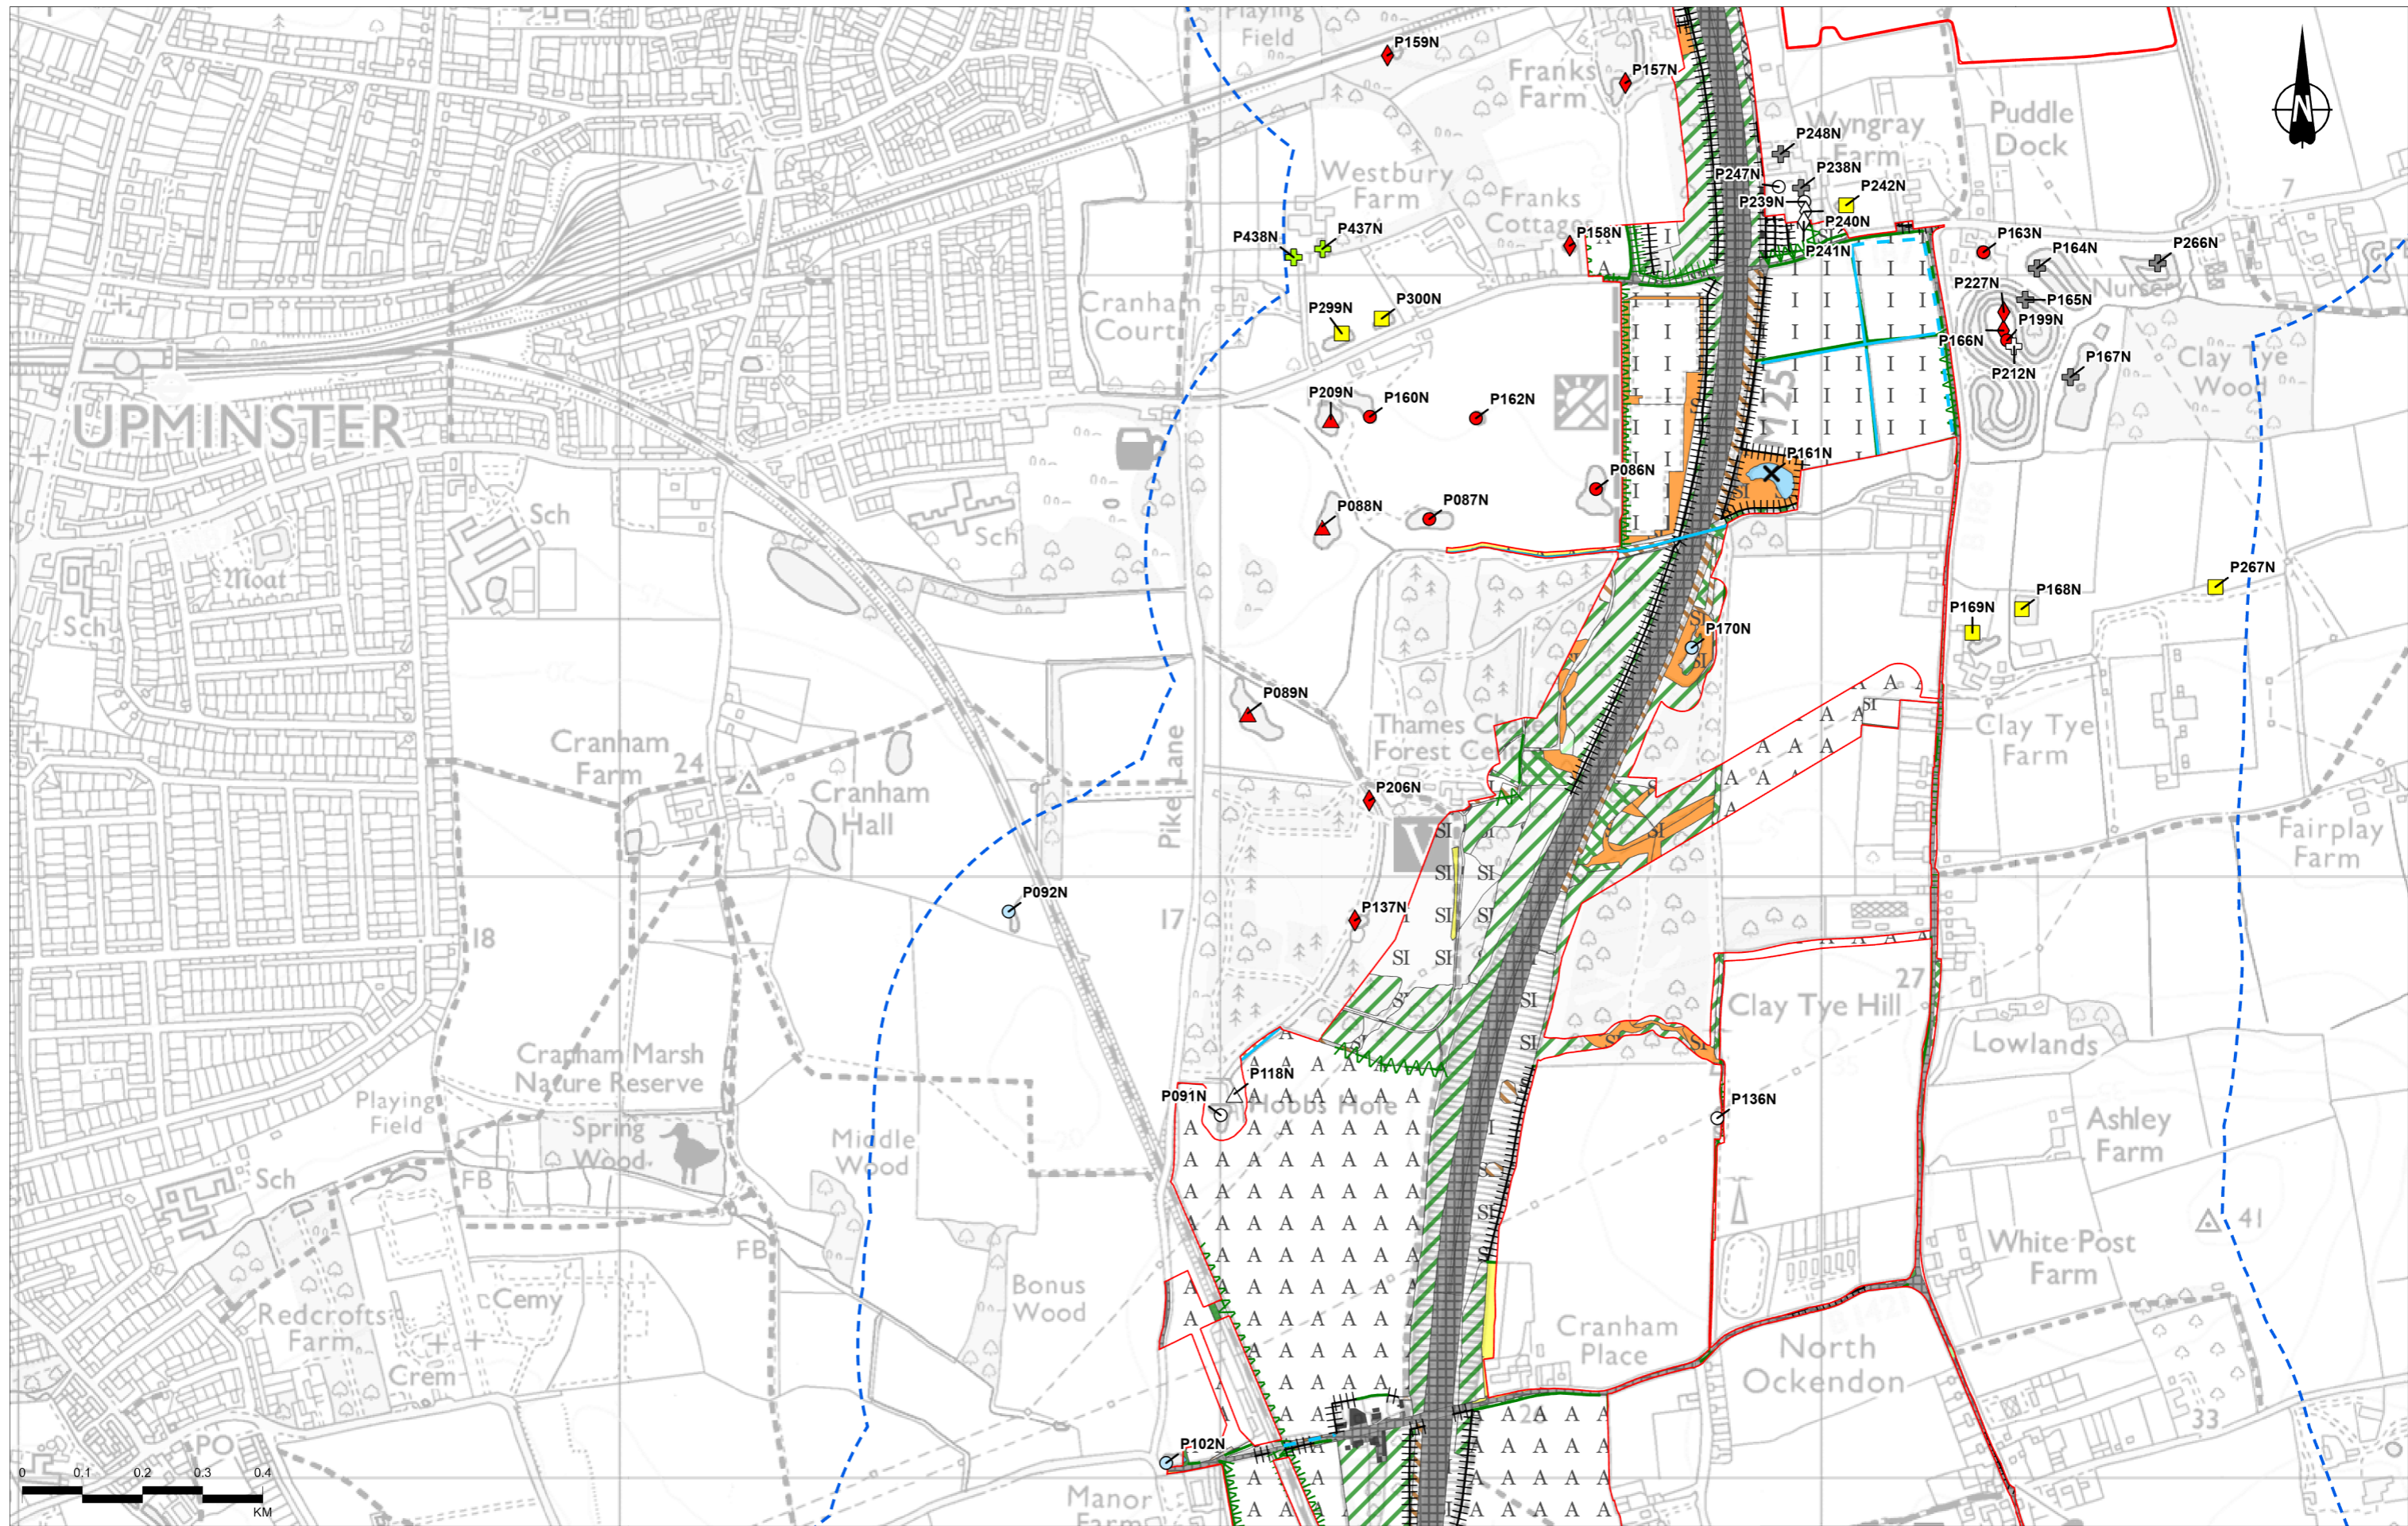 Playing
Field
P159N
Franks
Farm
P157N
N
Puddle
Dock
P248N
Wyngray
Farm
Westbury
Farm
P247N
P238N
P242N
7
Franks
Cottages
P239N
P240N
P438N
P437N
P158N
P241N
P163N
P164N
P266N
Nursery
P227N
P165N
Cranham
Court
P299N
P300N
P199N
P166N
P167N
Clay Tye
Wood
P212N
M25
P209N
P160N
P162N
UPMINSTER
P161N
P086N
P088N
P087N
Sch
Sch
Moat
Sch
P267N
P168N
P169N
P170N
P089N
Thames Chase
Forest Cent
Clay Tye
Farm
Cranham
Farm
24
Cranham
Hall
Pike Lane
P206N
V
Fairplay
Farm
P092N
P137N
17
18
27
Clay Tye Hill
Lowlands
Cranham Marsh
Nature Reserve
Playing
Field
P118N
P091N
Hobbs Hole
P136N
Spring
Wood
Middle
Wood
Ashley
Farm
Sch
FB
FB
41
White Post
Farm
Bonus
Wood
Redcrofts
Farm
Cemy
Crem
Cranham
Place
North
Ockendon
33
PO
P102N
0 0.1 0.2 0.3 0.4
KM
Manor
Farm